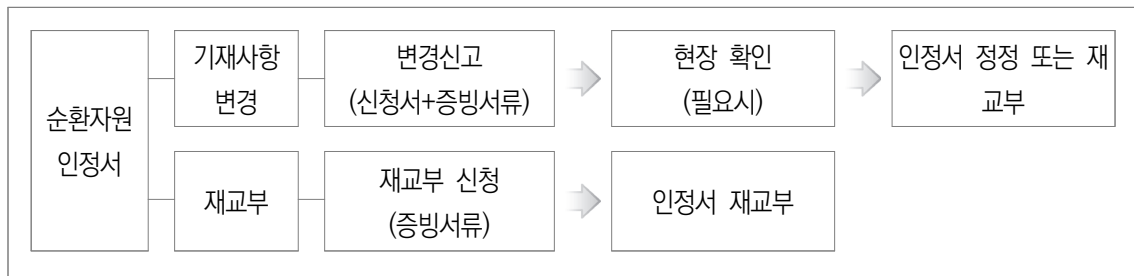 순환자원
인정서
기재사항
변경
변경신고
(신청서+증빙서류)
현장 확인
(필요시)
인정서 정정 또는 재
교부
재교부
재교부 신청
(증빙서류)
인정서 재교부